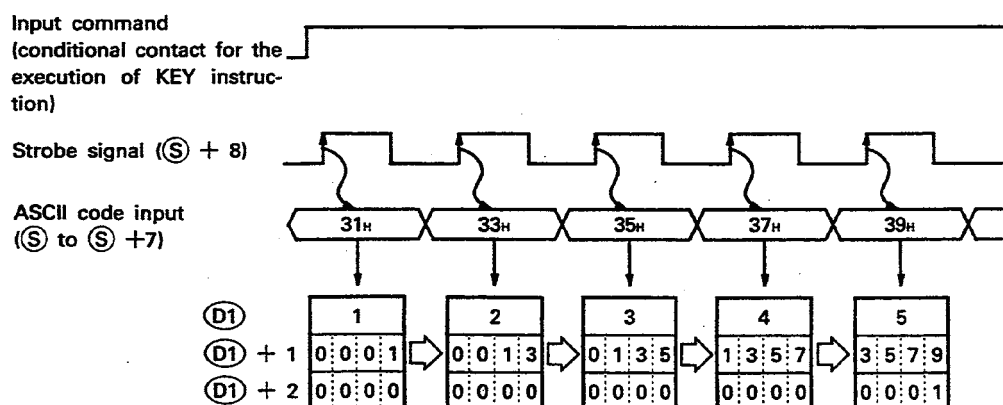 Input command
(conditional contact for the
execution of KEY instruc-
tion)
Strobe signal (Ⓢ + 8)
ASCII code input
(Ⓢ to Ⓢ +7)
31H 33H 35H 37H 39H
D1 1 2 3 4 5
D1 + 1 0 0 0 1 0 0 1 3 0 1 3 5 1 3 5 7 3 5 7 9
D1 + 2 0 0 0 0 0 0 0 0 0 0 0 0 0 0 0 0 0 0 0 1